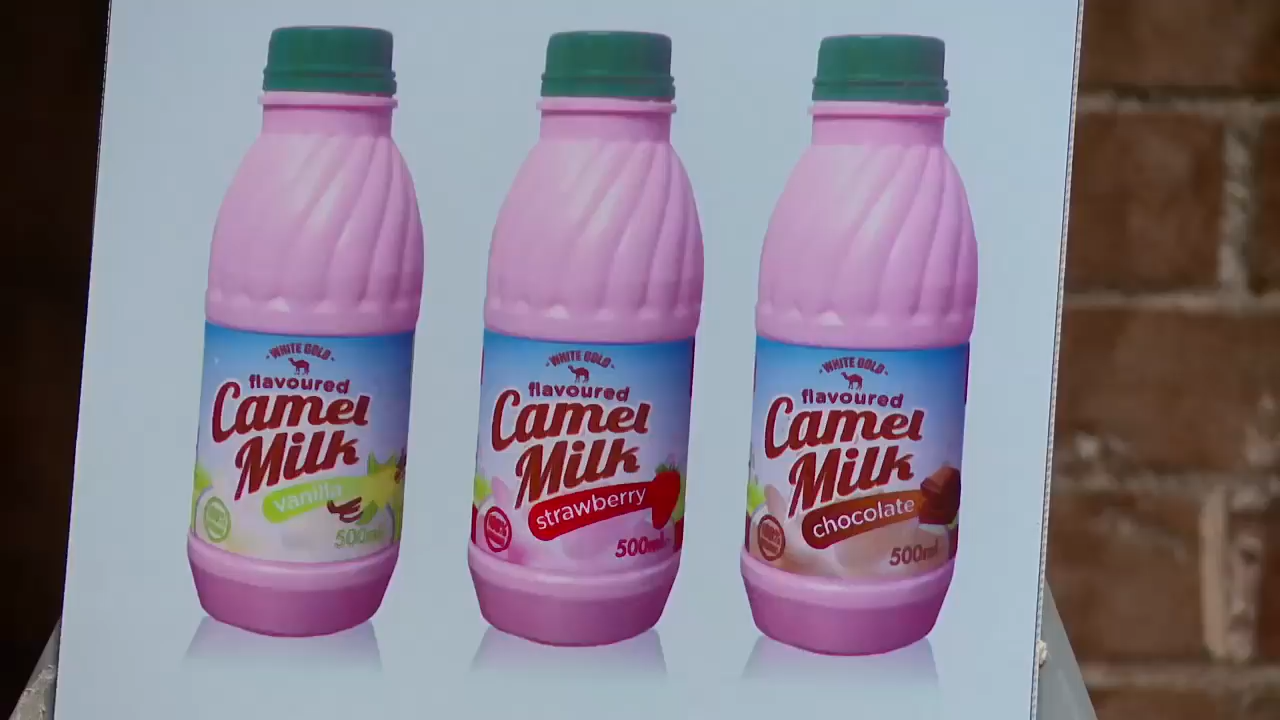 - WHITE GOLD -
flavoured
Camel
Milk
vanilla
500ml
- WHITE GOLD -
flavoured
Camel
Milk
strawberry
500ml
- WHITE GOLD -
flavoured
Camel
Milk
chocolate
500ml